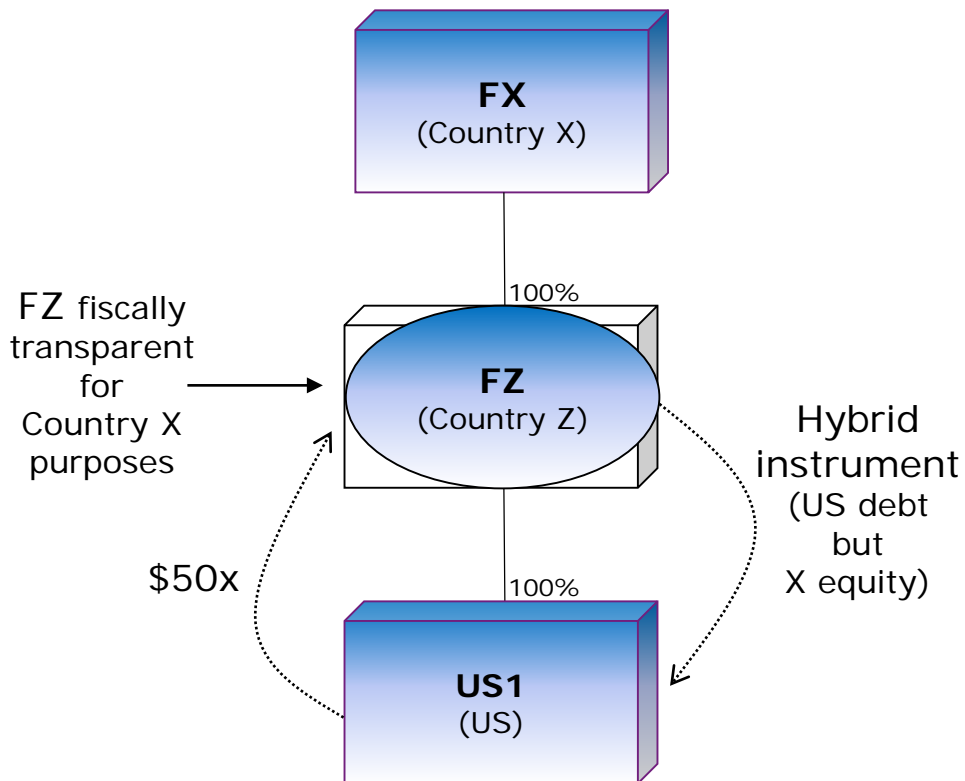 FX
(Country X)
100%
FZ fiscally
transparent
for
Country X
purposes
FZ
(Country Z)
Hybrid
instrument
(US debt
but
X equity)
$50x
100%
US1
(US)